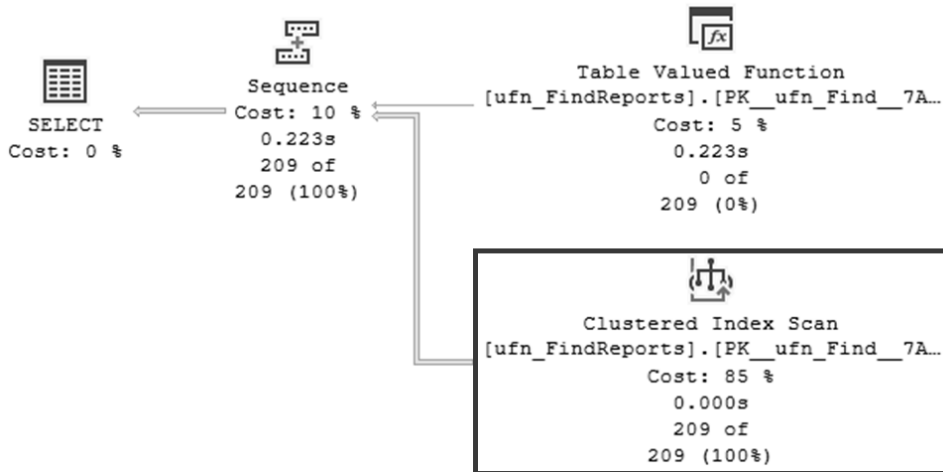 SELECT
Cost: 0 %
Sequence
Cost: 10 %
0.223s
209 of
209 (100%)
Table Valued Function
[ufn_FindReports].[PK__ufn_Find__7A…
Cost: 5 %
0.223s
0 of
209 (0%)
Clustered Index Scan
[ufn_FindReports].[PK__ufn_Find__7A…
Cost: 85 %
0.000s
209 of
209 (100%)